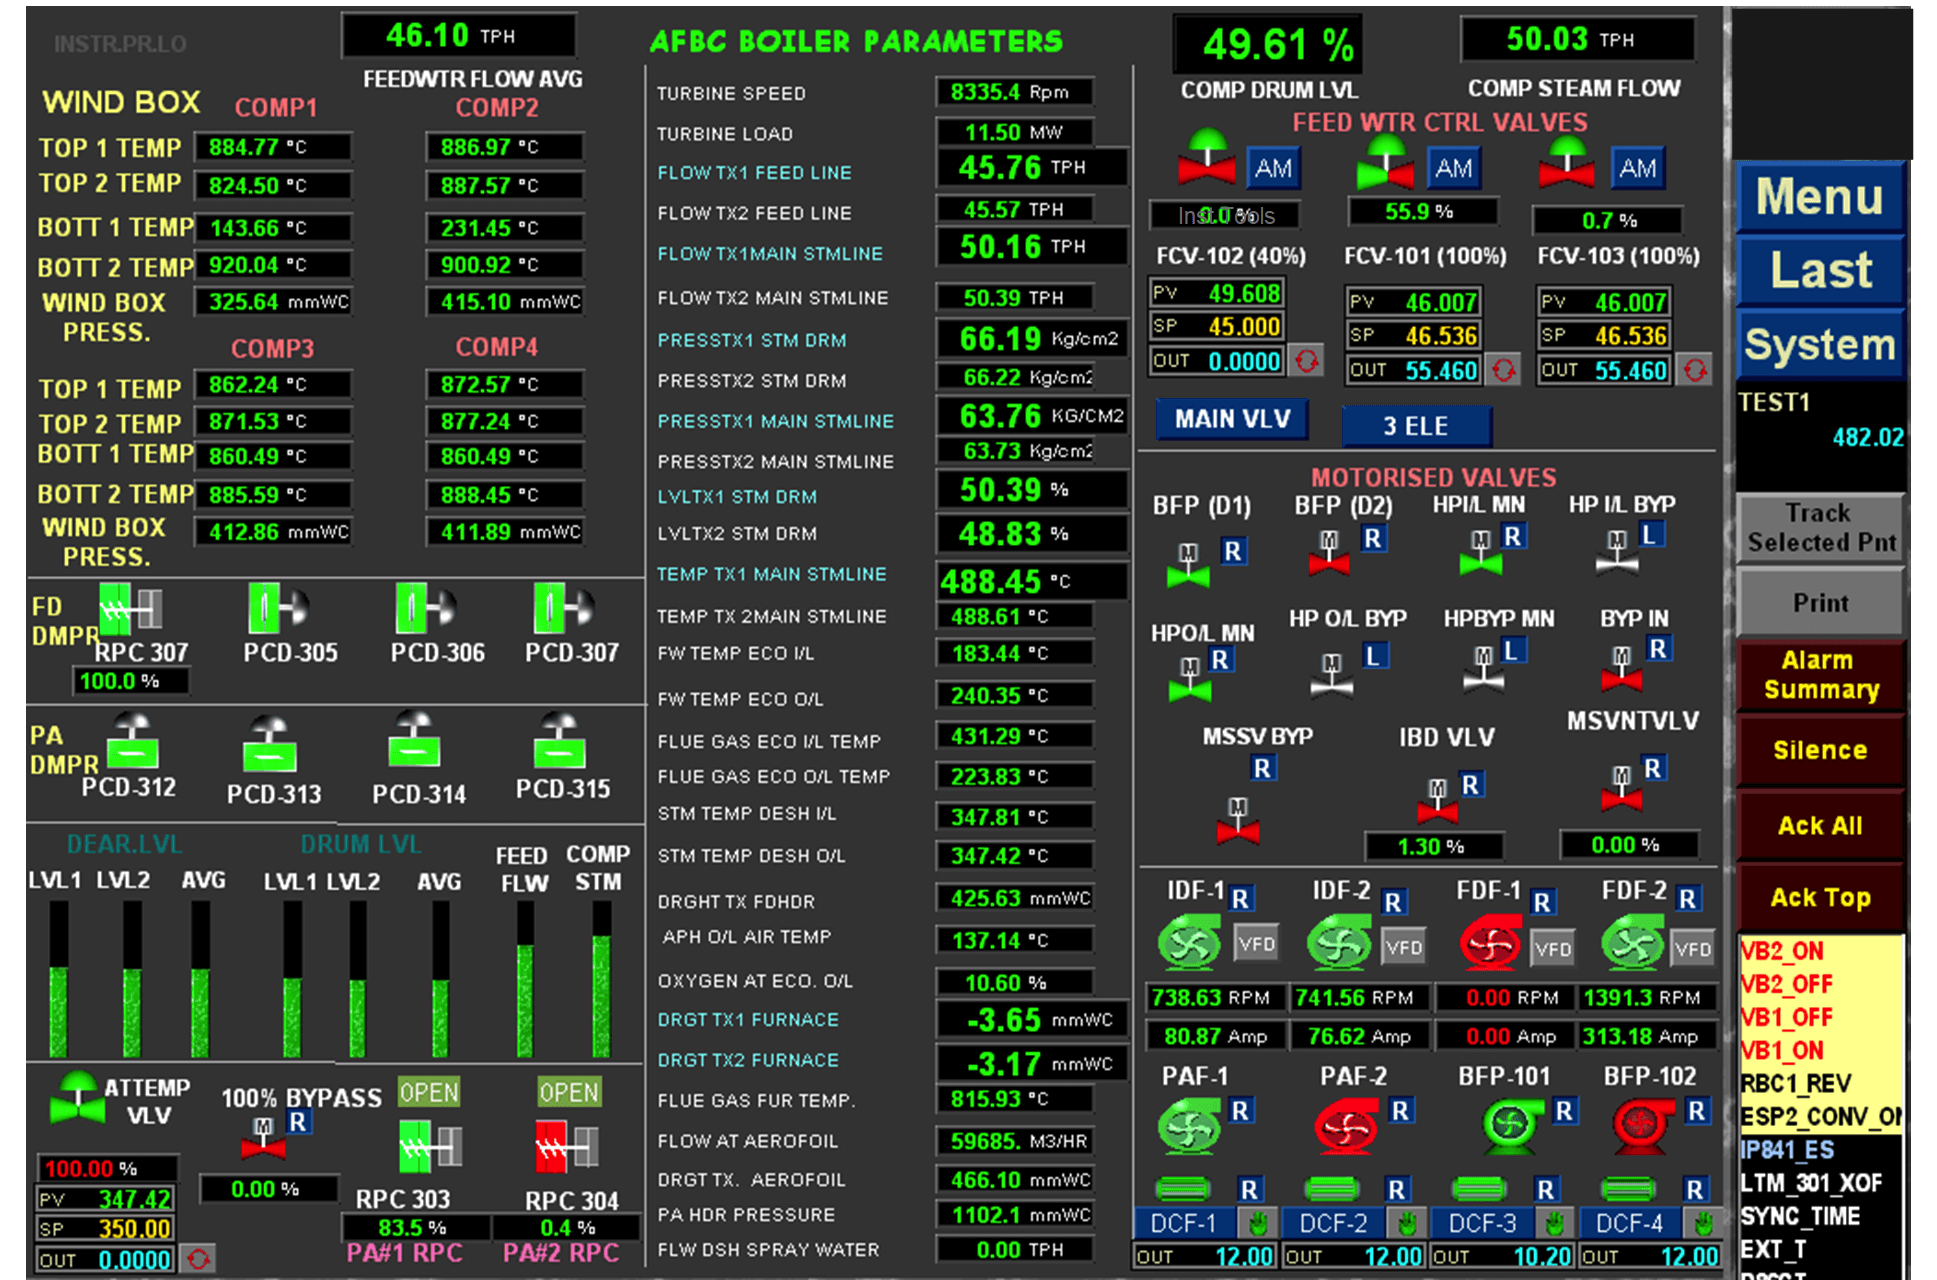 INSTR.PR.LO
46.10 TPH
FEEDWTR FLOW AVG
WIND BOX COMP1 COMP2
TOP 1 TEMP 884.77 °C 886.97 °C
TOP 2 TEMP 824.50 °C 887.57 °C
BOTT 1 TEMP 143.66 °C 231.45 °C
BOTT 2 TEMP 920.04 °C 900.92 °C
WIND BOX PRESS. 325.64 mmWC 415.10 mmWC
COMP3 COMP4
TOP 1 TEMP 862.24 °C 872.57 °C
TOP 2 TEMP 871.53 °C 877.24 °C
BOTT 1 TEMP 860.49 °C 860.49 °C
BOTT 2 TEMP 885.59 °C 888.45 °C
WIND BOX PRESS. 412.86 mmWC 411.89 mmWC
FD DMPR
RPC 307 PCD-305 PCD-306 PCD-307
100.0 %
PA DMPR
PCD-312 PCD-313 PCD-314 PCD-315
DEAR.LVL DRUM LVL FEED FLW COMP STM
LVL1 LVL2 AVG LVL1 LVL2 AVG
ATTEMP VLV
100.00 %
PV 347.42
SP 350.00
OUT 0.0000
100% BYPASS
M R
0.00 %
OPEN OPEN
RPC 303 RPC 304
83.5 % 0.4 %
PA#1 RPC PA#2 RPC
AFBC BOILER PARAMETERS
TURBINE SPEED 8335.4 Rpm
TURBINE LOAD 11.50 MW
FLOW TX1 FEED LINE 45.76 TPH
FLOW TX2 FEED LINE 45.57 TPH
FLOW TX1MAIN STMLINE 50.16 TPH
FLOW TX2 MAIN STMLINE 50.39 TPH
PRESSTX1 STM DRM 66.19 Kg/cm2
PRESSTX2 STM DRM 66.22 Kg/cm2
PRESSTX1 MAIN STMLINE 63.76 KG/CM2
PRESSTX2 MAIN STMLINE 63.73 Kg/cm2
LVLTX1 STM DRM 50.39 %
LVLTX2 STM DRM 48.83 %
TEMP TX1 MAIN STMLINE 488.45 °C
TEMP TX 2MAIN STMLINE 488.61 °C
FW TEMP ECO I/L 183.44 °C
FW TEMP ECO O/L 240.35 °C
FLUE GAS ECO I/L TEMP 431.29 °C
FLUE GAS ECO O/L TEMP 223.83 °C
STM TEMP DESH I/L 347.81 °C
STM TEMP DESH O/L 347.42 °C
DRGHT TX FDHDR 425.63 mmWC
APH O/L AIR TEMP 137.14 °C
OXYGEN AT ECO. O/L 10.60 %
DRGT TX1 FURNACE -3.65 mmWC
DRGT TX2 FURNACE -3.17 mmWC
FLUE GAS FUR TEMP. 815.93 °C
FLOW AT AEROFOIL 59685. M3/HR
DRGT TX. AEROFOIL 466.10 mmWC
PA HDR PRESSURE 1102.1 mmWC
FLW DSH SPRAY WATER 0.00 TPH
49.61 % 50.03 TPH
COMP DRUM LVL COMP STEAM FLOW
FEED WTR CTRL VALVES
AM AM AM
0.0 % 55.9 % 0.7 %
Inst Tools
FCV-102 (40%) FCV-101 (100%) FCV-103 (100%)
PV 49.608 PV 46.007 PV 46.007
SP 45.000 SP 46.536 SP 46.536
OUT 0.0000 OUT 55.460 OUT 55.460
MAIN VLV 3 ELE
MOTORISED VALVES
BFP (D1) BFP (D2) HPI/L MN HP I/L BYP
M R M R M R M L
HPO/L MN HP O/L BYP HPBYP MN BYP IN
M R M L M L M R
MSSV BYP IBD VLV MSVNTVLV
M R M R M R
1.30 % 0.00 %
IDF-1 R IDF-2 R FDF-1 R FDF-2 R
VFD VFD VFD VFD
738.63 RPM 741.56 RPM 0.00 RPM 1391.3 RPM
80.87 Amp 76.62 Amp 0.00 Amp 313.18 Amp
PAF-1 PAF-2 BFP-101 BFP-102
R R R R
R R R R
DCF-1 DCF-2 DCF-3 DCF-4
OUT 12.00 OUT 12.00 OUT 10.20 OUT 12.00
Menu
Last
System
TEST1
482.02
Track
Selected Pnt
Print
Alarm
Summary
Silence
Ack All
Ack Top
VB2_ON
VB2_OFF
VB1_OFF
VB1_ON
RBC1_REV
ESP2_CONV_ON
IP841_ES
LTM_301_XOF
SYNC_TIME
EXT_T